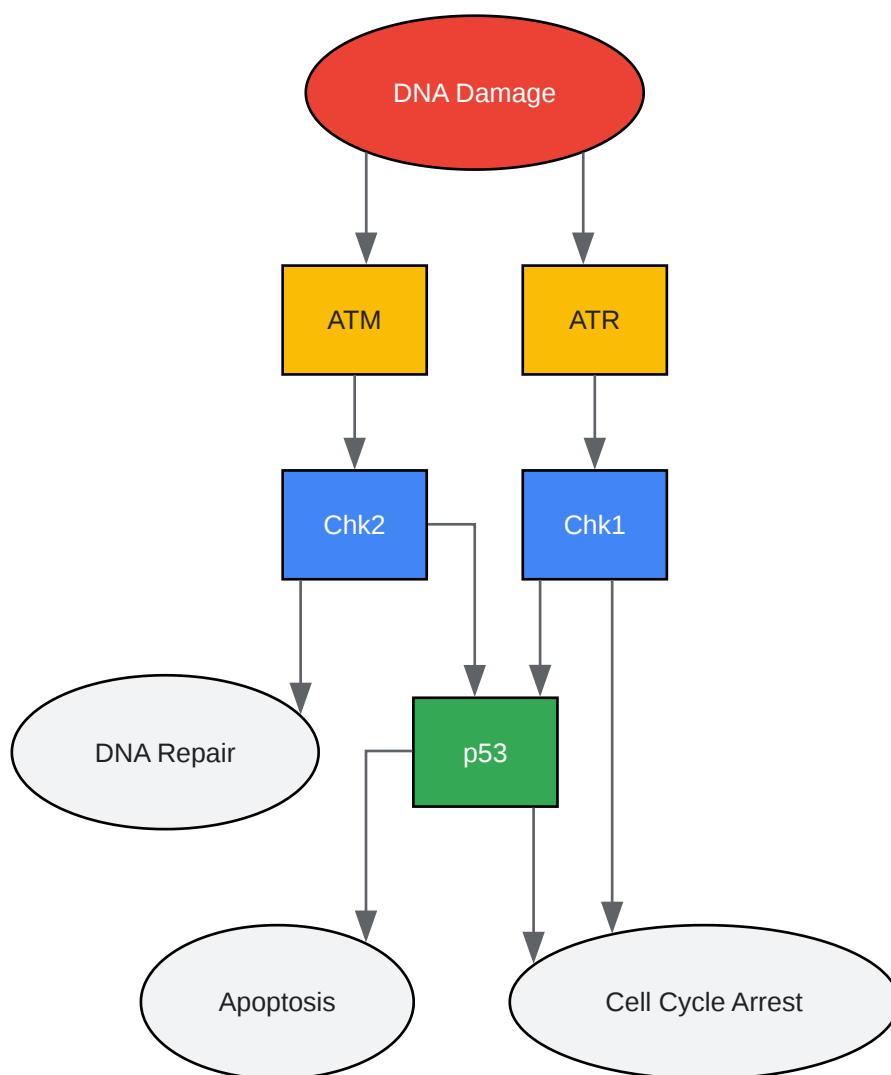 DNA Damage
ATM
ATR
Chk2
Chk1
DNA Repair
p53
Apoptosis
Cell Cycle Arrest